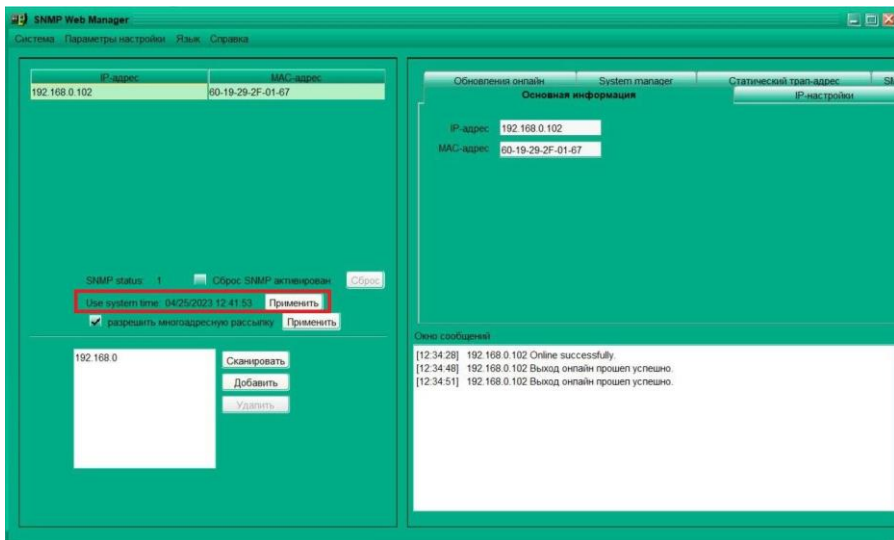 SNMP Web Manager
Система Параметры настройки Язык Справка
IP-адрес MAC-адрес
192.168.0.102 60-19-29-2F-01-67
SNMP status: 1 Сброс SNMP активирован Сброс
Use system time: 04/25/2023 12:41:53 Применить
разрешить многоадресную рассылку Применить
192.168.0
Сканировать
Добавить
Удалить
Обновления онлайн System manager Статический трап-адрес
Основная информация IP-настройки
IP-адрес 192.168.0.102
MAC-адрес 60-19-29-2F-01-67
Окно сообщений
[12:34:28] 192.168.0.102 Online successfully.
[12:34:48] 192.168.0.102 Выход онлайн прошел успешно.
[12:34:51] 192.168.0.102 Выход онлайн прошел успешно.